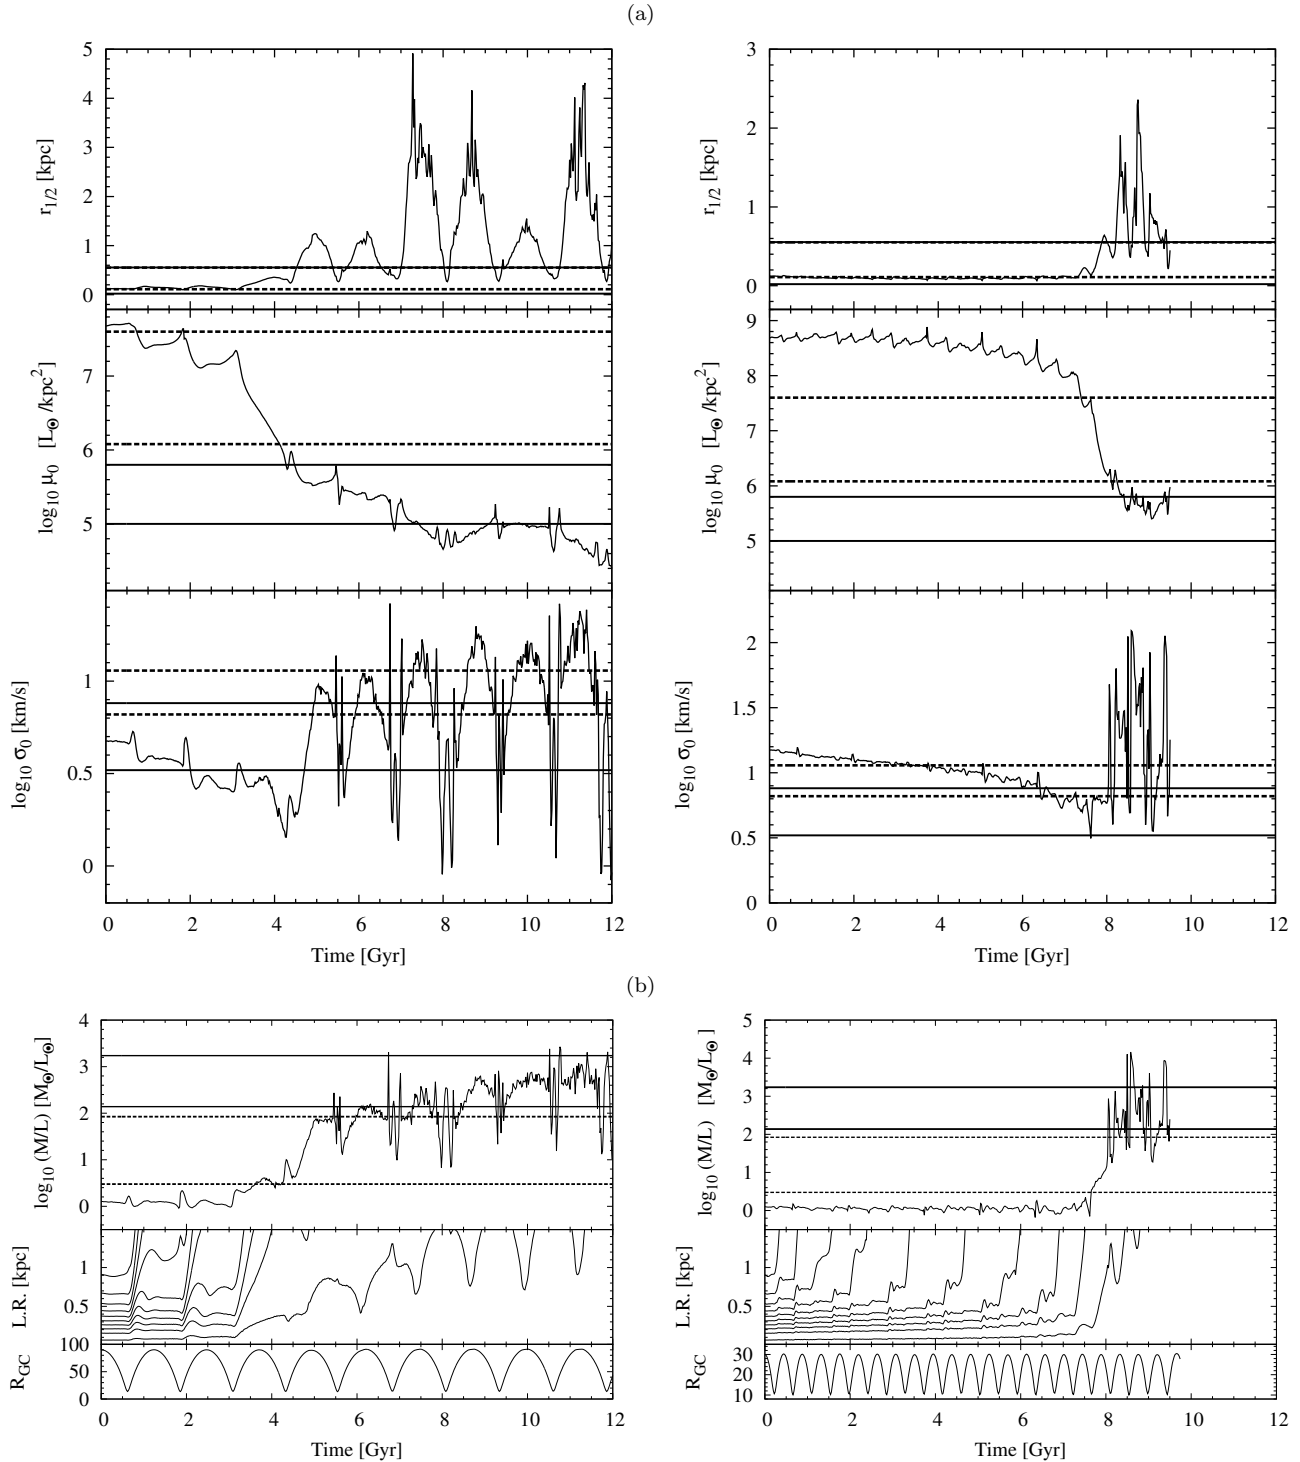 (a)
5
4
3
2
1
0
r1/2 [kpc]
7
6
5
log10 μ0 [L⊙/kpc2]
1
0.5
0
log10 σ0 [km/s]
0 2 4 6 8 10 12
Time [Gyr]
3
2
1
0
r1/2 [kpc]
9
8
7
6
5
log10 μ0 [L⊙/kpc2]
2
1.5
1
0.5
0
log10 σ0 [km/s]
0 2 4 6 8 10 12
Time [Gyr]
(b)
4
3
2
1
0
log10 (M/L) [M⊙/L⊙]
1
0.5
L.R. [kpc]
100
50
0
RGC
0 2 4 6 8 10 12
Time [Gyr]
5
4
3
2
1
0
log10 (M/L) [M⊙/L⊙]
1
0.5
L.R. [kpc]
30
20
10
RGC
0 2 4 6 8 10 12
Time [Gyr]